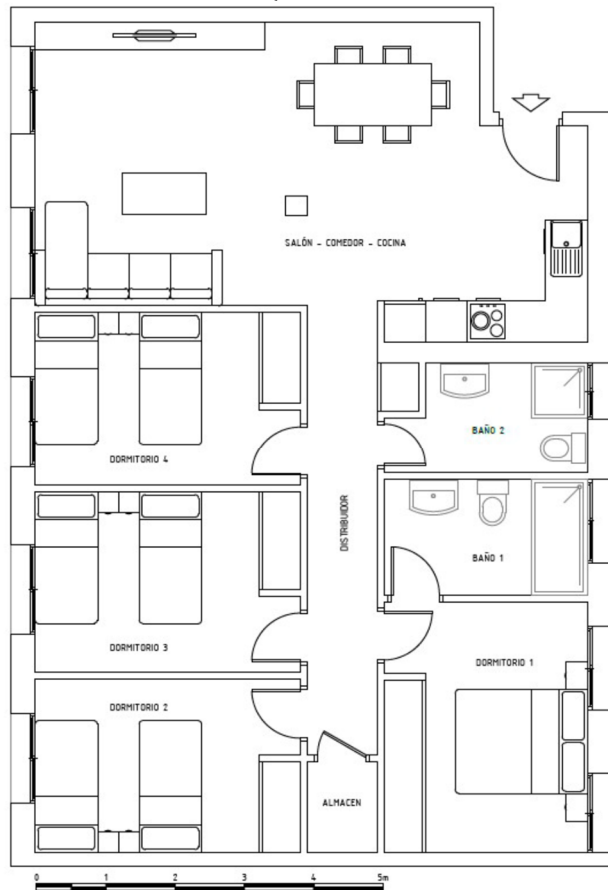 SALÓN - COMEDOR - COCINA
BAÑO 2
DORMITORIO 4
DISTRIBUIDOR
BAÑO 1
DORMITORIO 3
DORMITORIO 1
DORMITORIO 2
ALMACEN
0 1 2 3 4 5m